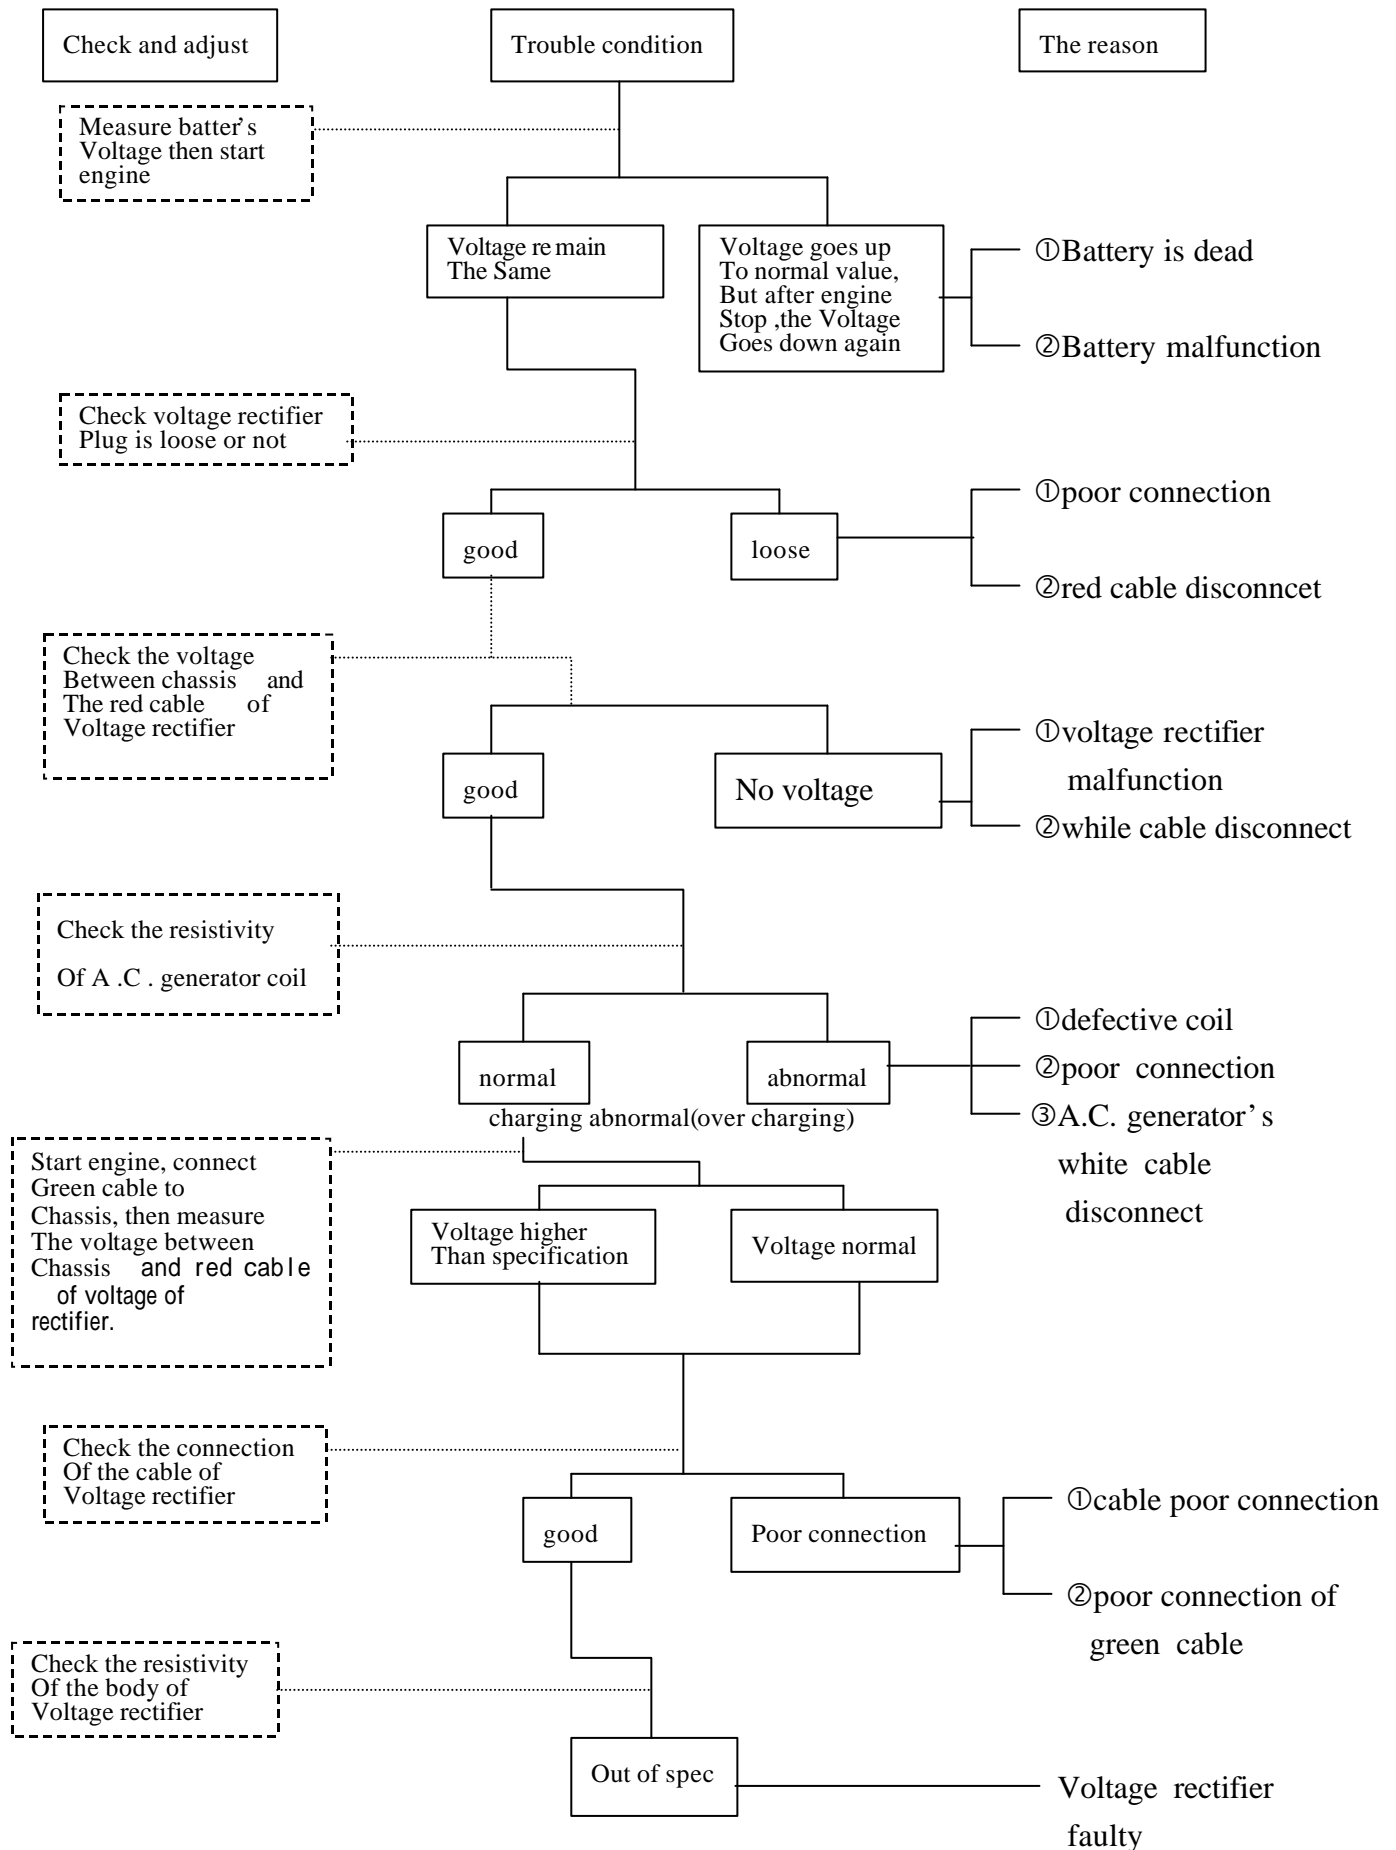 Check and adjust
Trouble condition
The reason
Measure batter's
Voltage then start
engine
Voltage re main
The Same
Voltage goes up
To normal value,
But after engine
Stop ,the Voltage
Goes down again
①Battery is dead
②Battery malfunction
Check voltage rectifier
Plug is loose or not
good
loose
①poor connection
②red cable disconncet
Check the voltage
Between chassis and
The red cable of
Voltage rectifier
good
No voltage
①voltage rectifier
malfunction
②while cable disconnect
Check the resistivity
Of A .C . generator coil
normal
abnormal
①defective coil
②poor connection
③A.C. generator's
white cable
disconnect
charging abnormal(over charging)
Start engine, connect
Green cable to
Chassis, then measure
The voltage between
Chassis and red cable
of voltage of
rectifier.
Voltage higher
Than specification
Voltage normal
Check the connection
Of the cable of
Voltage rectifier
good
Poor connection
①cable poor connection
②poor connection of
green cable
Check the resistivity
Of the body of
Voltage rectifier
Out of spec
Voltage rectifier
faulty